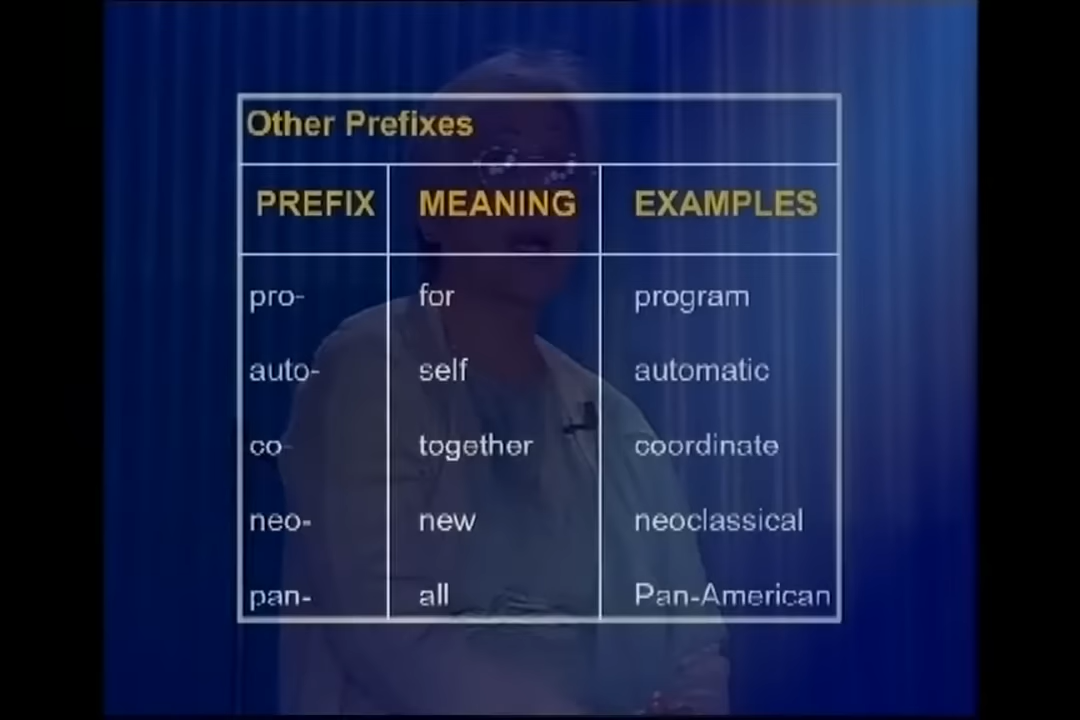 Other Prefixes
PREFIX MEANING EXAMPLES
pro- for program
auto- self automatic
co- together coordinate
neo- new neoclassical
pan- all Pan-American